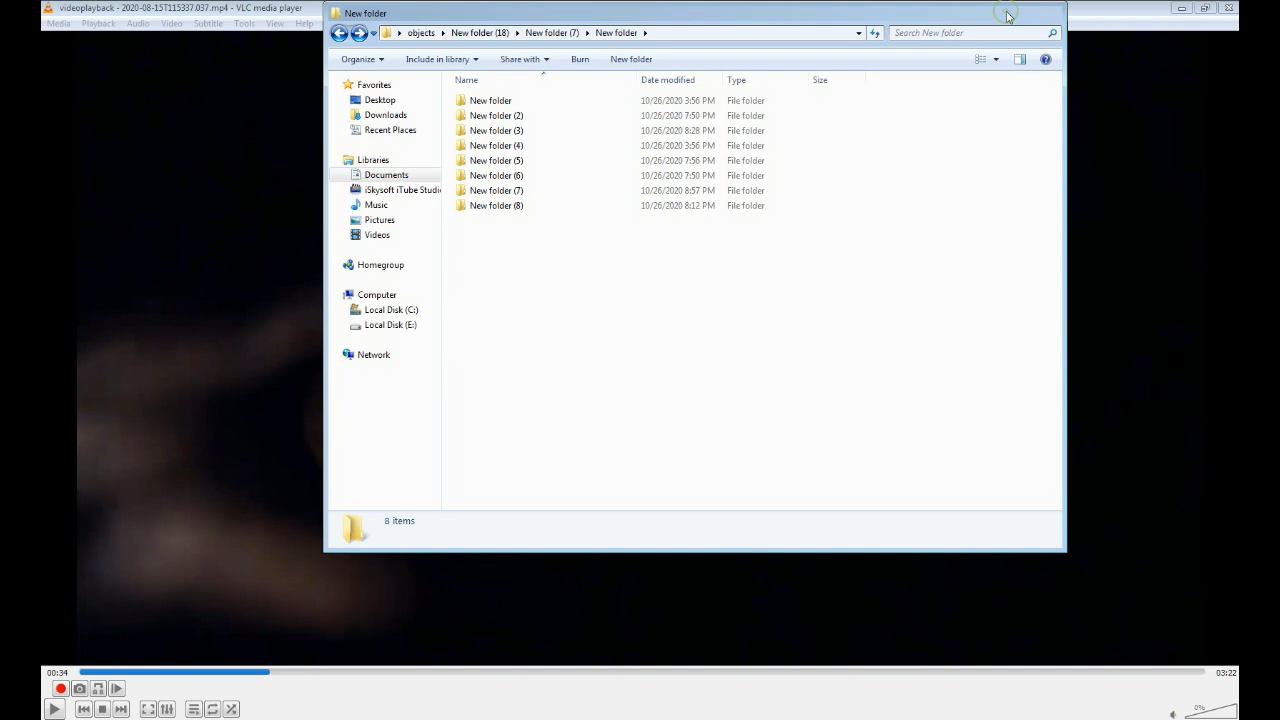 videoplayback - 2020-08-15T115337.037.mp4 - VLC media player
Media Playback Audio Video Subtitle Tools View Help
New folder
objects New folder (18) New folder (7) New folder
Search New folder
Organize Include in library Share with Burn New folder
Name Date modified Type Size
Favorites
Desktop
Downloads
Recent Places
Libraries
Documents
iSkysoft iTube Studi
Music
Pictures
Videos
Homegroup
Computer
Local Disk (C:)
Local Disk (E:)
Network
New folder 10/26/2020 3:56 PM File folder
New folder (2) 10/26/2020 7:50 PM File folder
New folder (3) 10/26/2020 8:28 PM File folder
New folder (4) 10/26/2020 3:56 PM File folder
New folder (5) 10/26/2020 7:56 PM File folder
New folder (6) 10/26/2020 7:50 PM File folder
New folder (7) 10/26/2020 8:57 PM File folder
New folder (8) 10/26/2020 8:12 PM File folder
8 items
00:34 03:22
0%